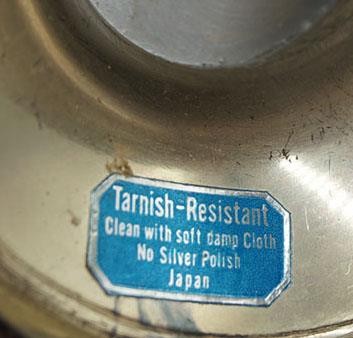 Tarnish-Resistant
Clean with soft damp Cloth
No Silver Polish
Japan